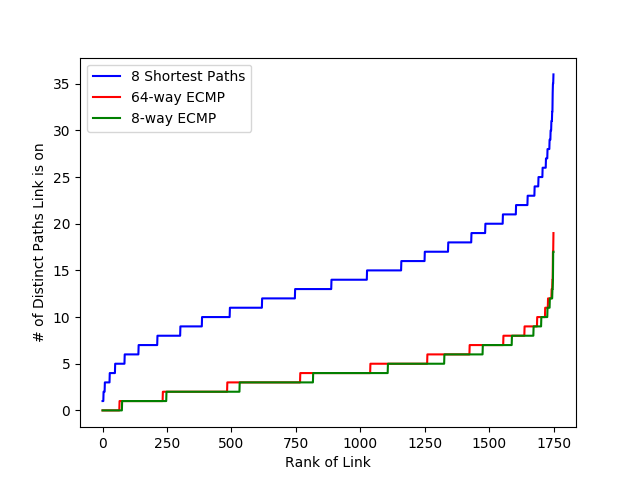 8 Shortest Paths
64-way ECMP
8-way ECMP
# of Distinct Paths Link is on
35
30
25
20
15
10
5
0
0 250 500 750 1000 1250 1500 1750
Rank of Link